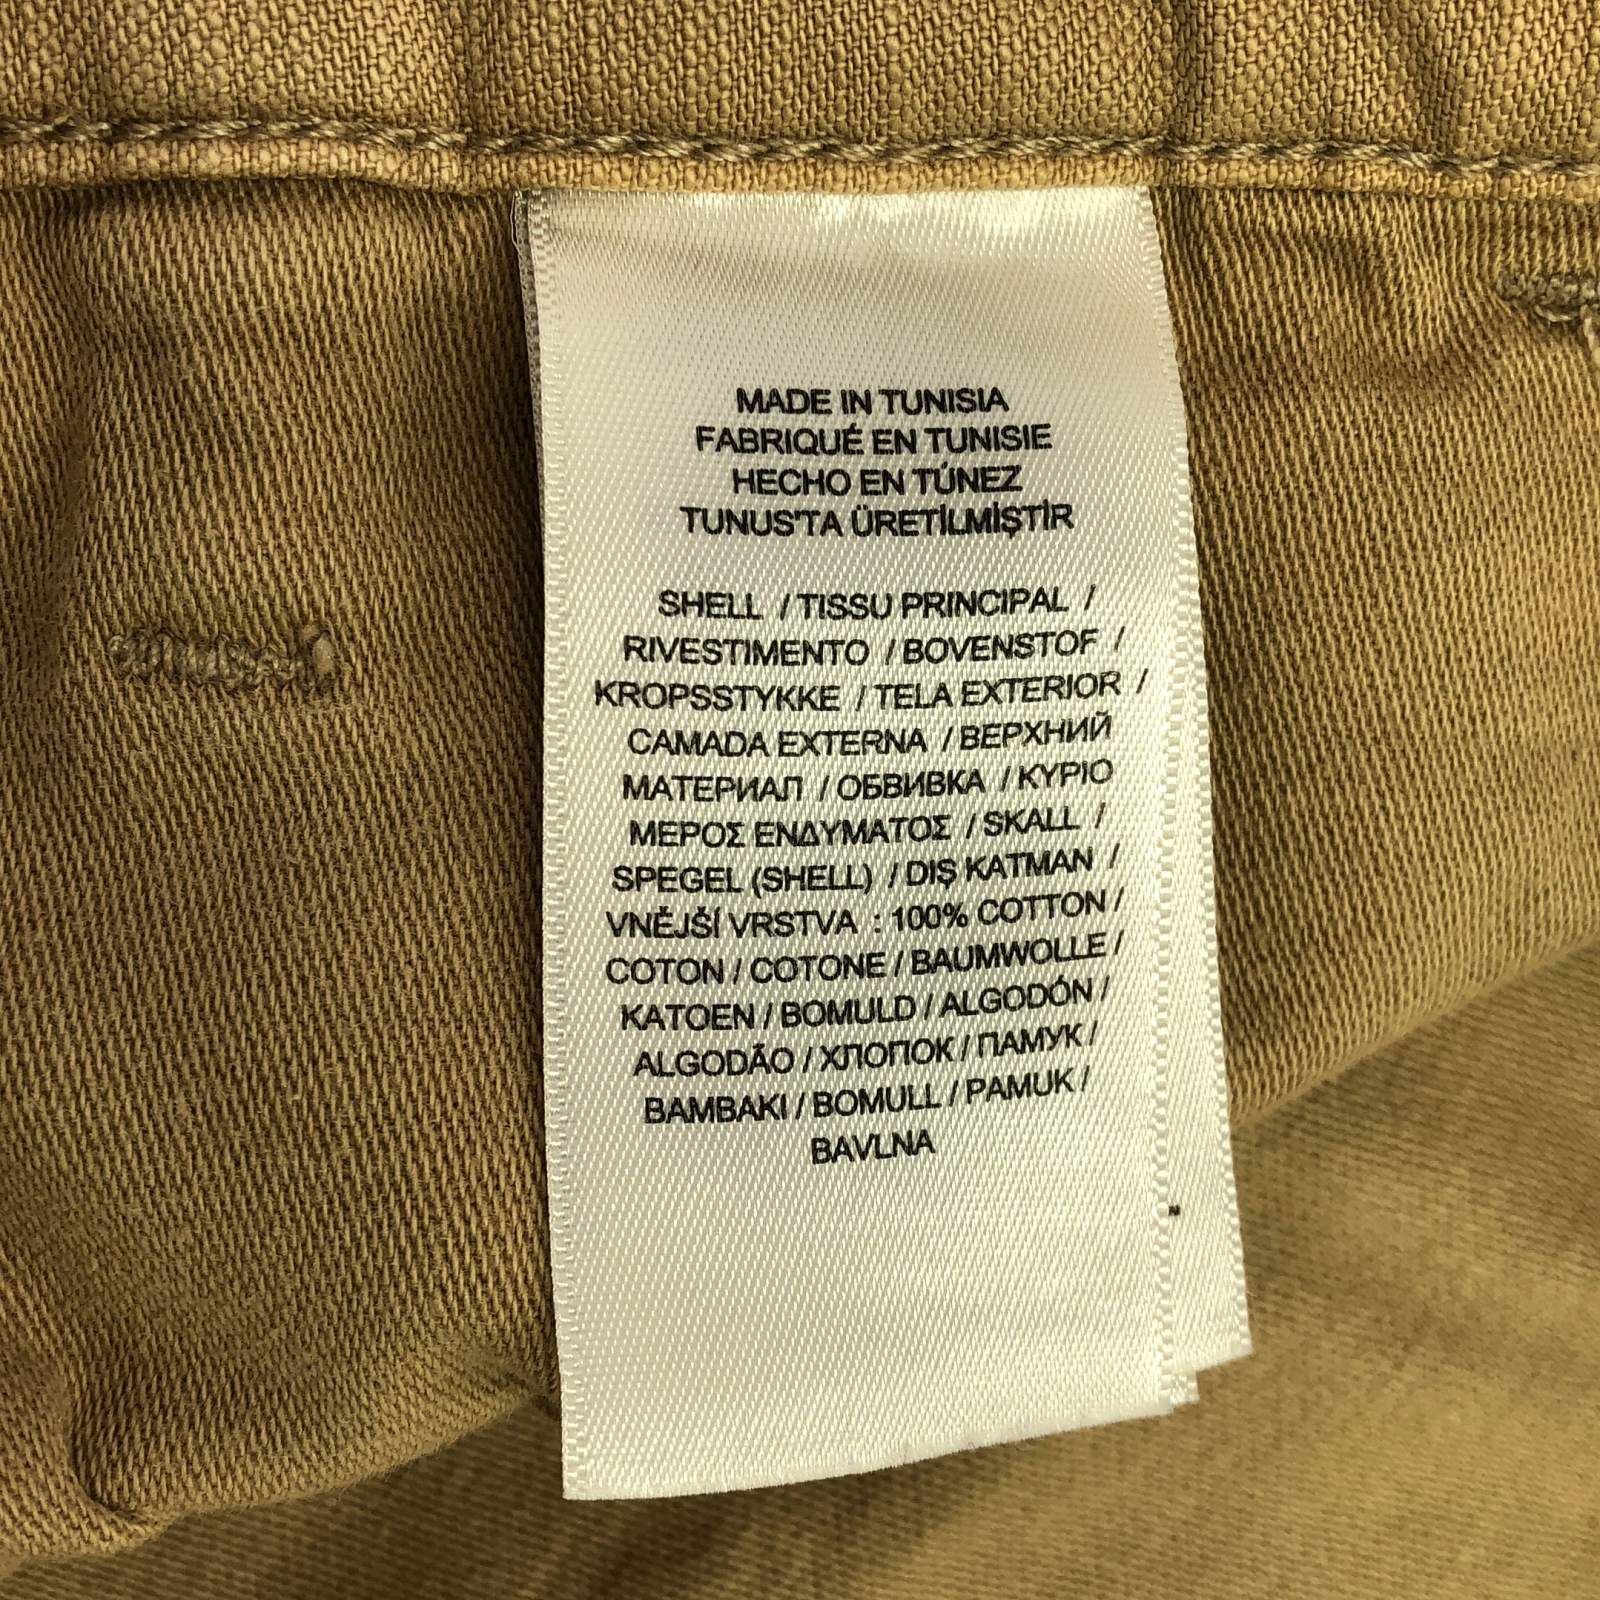 MADE IN TUNISIA
FABRIQUÉ EN TUNISIE
HECHO EN TÚNEZ
TUNUS'TA ÜRETİLMİŞTİR
SHELL / TISSU PRINCIPAL /
RIVESTIMENTO / BOVENSTOF /
KROPSSTYKKE / TELA EXTERIOR /
CAMADA EXTERNA / ВЕРХНИЙ
МАТЕРИАЛ / ОБВИВКА / ΚΥΡΙΟ
ΜΕΡΟΣ ΕΝΔΥΜΑΤΟΣ / SKALL /
SPEGEL (SHELL) / DIŞ KATMAN /
VNĚJŠÍ VRSTVA : 100% COTTON /
COTON / COTONE / BAUMWOLLE /
KATOEN / BOMULD / ALGODÓN /
ALGODÃO / ХЛОПОК / ПАМУК /
BAMBAKI / BOMULL / PAMUK /
BAVLNA